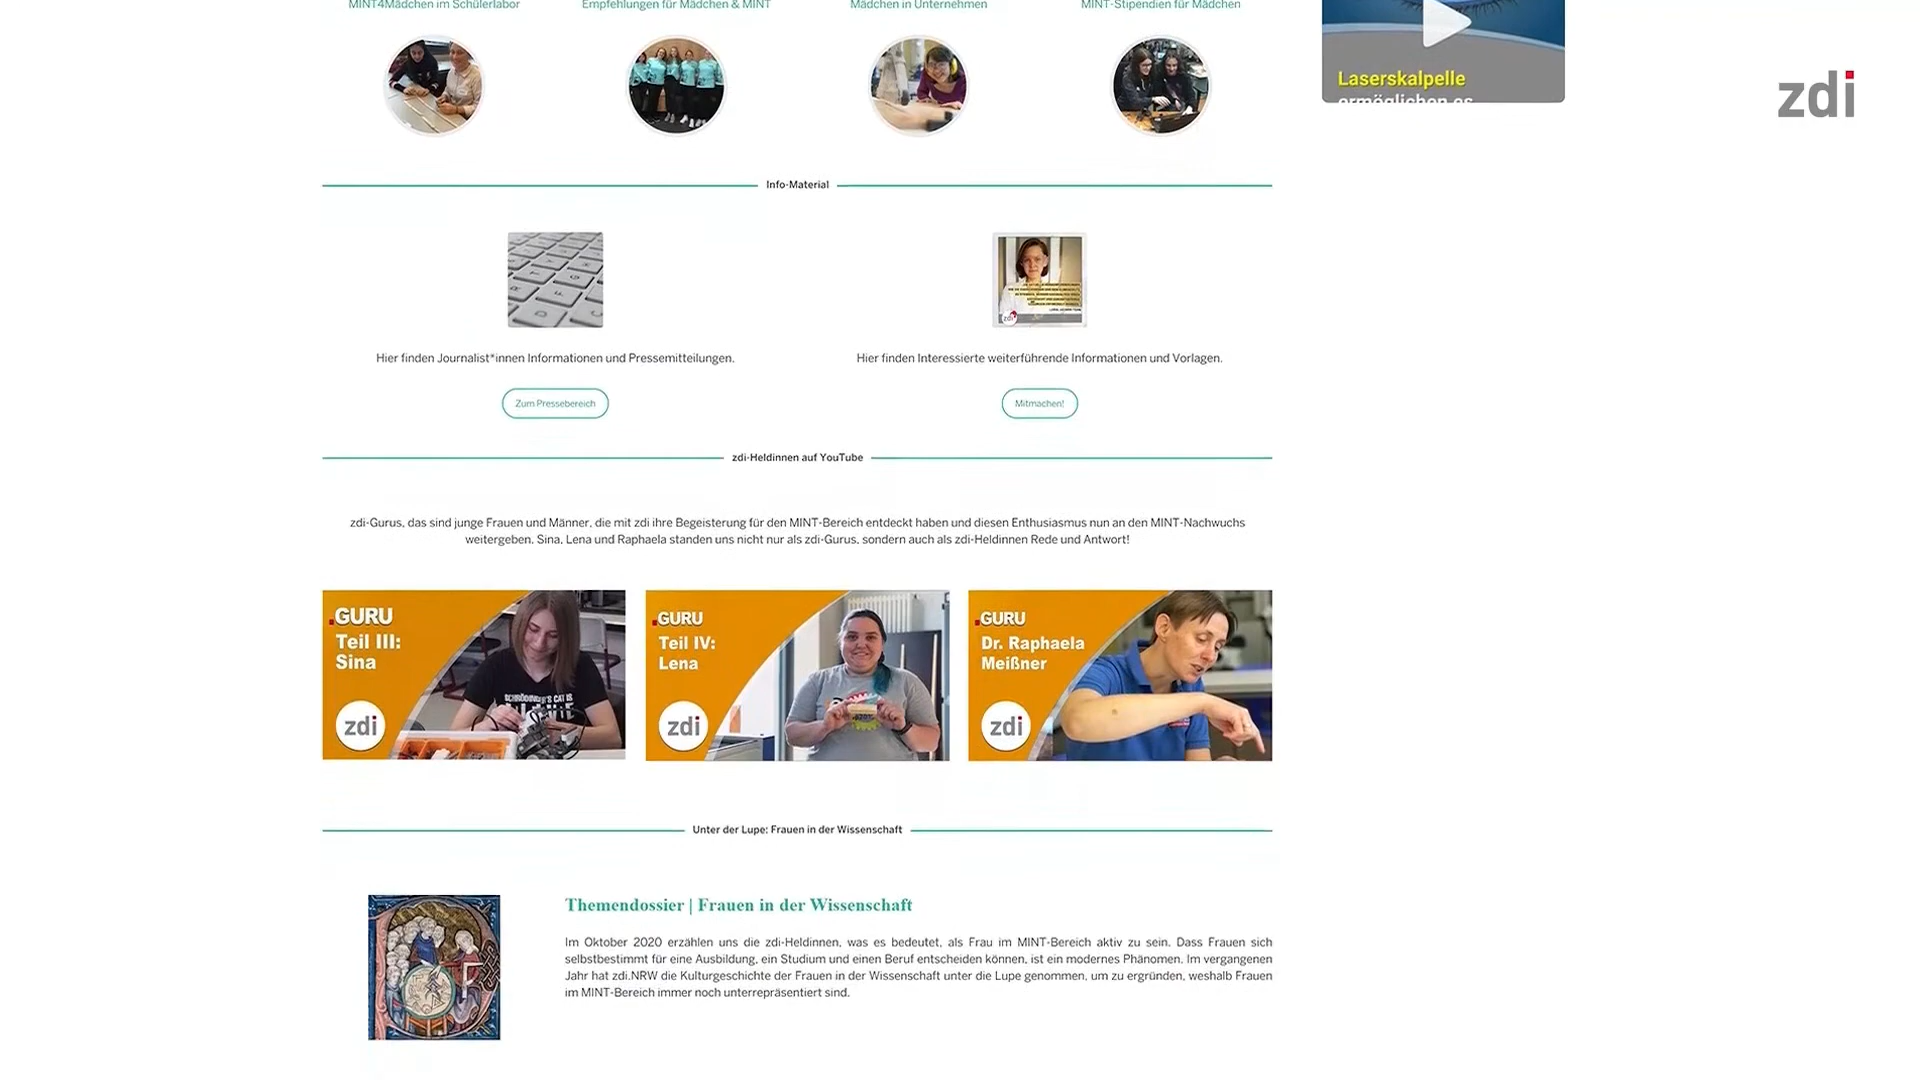 MINT4Mädchen im Schülerlabor
Empfehlungen für Mädchen & MINT
Mädchen in Unternehmen
MINT-Stipendien für Mädchen
Laserskalpelle
ermöglichen es
zdi
Info-Material
Hier finden Journalist*innen Informationen und Pressemitteilungen.
Hier finden Interessierte weiterführende Informationen und Vorlagen.
Zum Pressebereich
Mitmachen!
zdi-Heldinnen auf YouTube
zdi-Gurus, das sind junge Frauen und Männer, die mit zdi ihre Begeisterung für den MINT-Bereich entdeckt haben und diesen Enthusiasmus nun an den MINT-Nachwuchs
weitergeben. Sina, Lena und Raphaela standen uns nicht nur als zdi-Gurus, sondern auch als zdi-Heldinnen Rede und Antwort!
.GURU
Teil III:
Sina
zdi
SCHRÖDINGER'S CAT IS
.GURU
Teil IV:
Lena
zdi
.GURU
Dr. Raphaela
Meißner
zdi
Unter der Lupe: Frauen in der Wissenschaft
Themendossier | Frauen in der Wissenschaft
Im Oktober 2020 erzählen uns die zdi-Heldinnen, was es bedeutet, als Frau im MINT-Bereich aktiv zu sein. Dass Frauen sich
selbstbestimmt für eine Ausbildung, ein Studium und einen Beruf entscheiden können, ist ein modernes Phänomen. Im vergangenen
Jahr hat zdi.NRW die Kulturgeschichte der Frauen in der Wissenschaft unter die Lupe genommen, um zu ergründen, weshalb Frauen
im MINT-Bereich immer noch unterrepräsentiert sind.